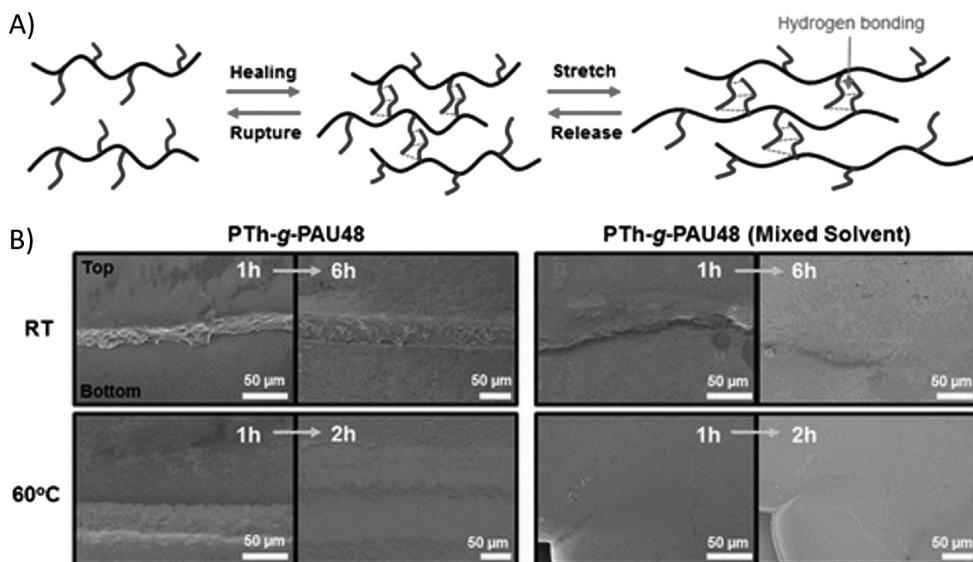 A)
Hydrogen bonding
Healing
Rupture
Stretch
Release
B)
PTh-g-PAU48
PTh-g-PAU48 (Mixed Solvent)
RT
Top
1h 6h
Bottom
50 µm
50 µm
1h 6h
50 µm
50 µm
60°C
1h 2h
50 µm
50 µm
1h 2h
50 µm
50 µm